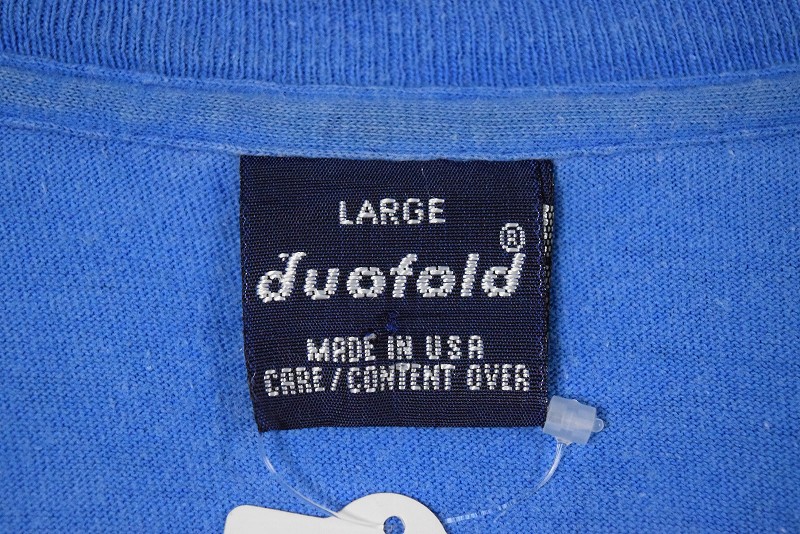 LARGE
duofold®
MADE IN USA
CARE/CONTENT OVER